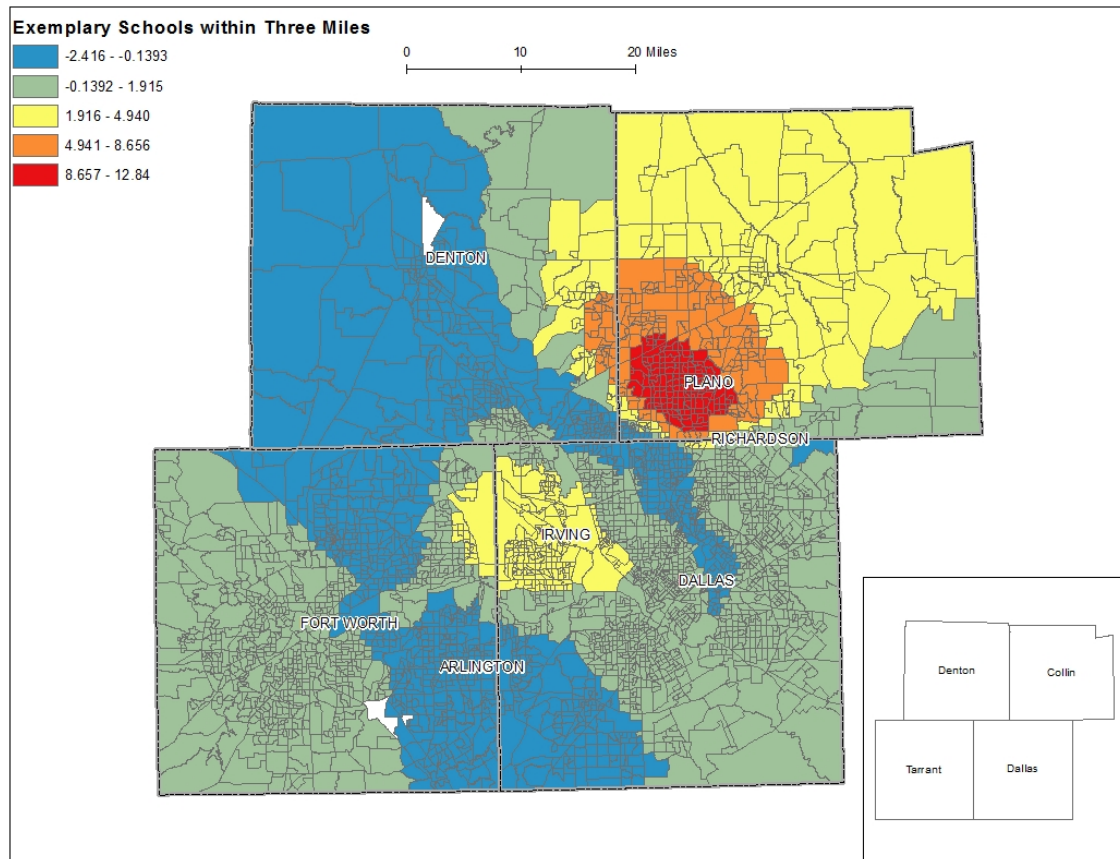 Exemplary Schools within Three Miles
-2.416 - -0.1393
-0.1392 - 1.915
1.916 - 4.940
4.941 - 8.656
8.657 - 12.84
0 10 20 Miles
DENTON
PLANO
RICHARDSON
IRVING
DALLAS
FORT WORTH
ARLINGTON
Denton
Collin
Tarrant
Dallas